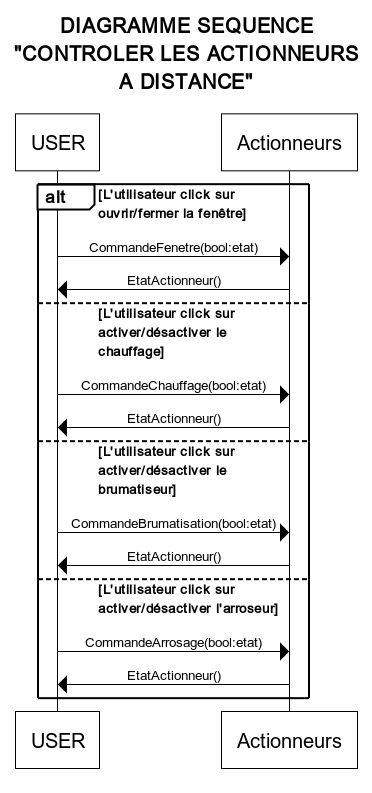 DIAGRAMME SEQUENCE
"CONTROLER LES ACTIONNEURS
A DISTANCE"
USER
Actionneurs
alt
[L'utilisateur click sur
ouvrir/fermer la fenêtre]
CommandeFenetre(bool:etat)
EtatActionneur()
[L'utilisateur click sur
activer/désactiver le
chauffage]
CommandeChauffage(bool:etat)
EtatActionneur()
[L'utilisateur click sur
activer/désactiver le
brumatiseur]
CommandeBrumatisation(bool:etat)
EtatActionneur()
[L'utilisateur click sur
activer/désactiver l'arroseur]
CommandeArrosage(bool:etat)
EtatActionneur()
USER
Actionneurs